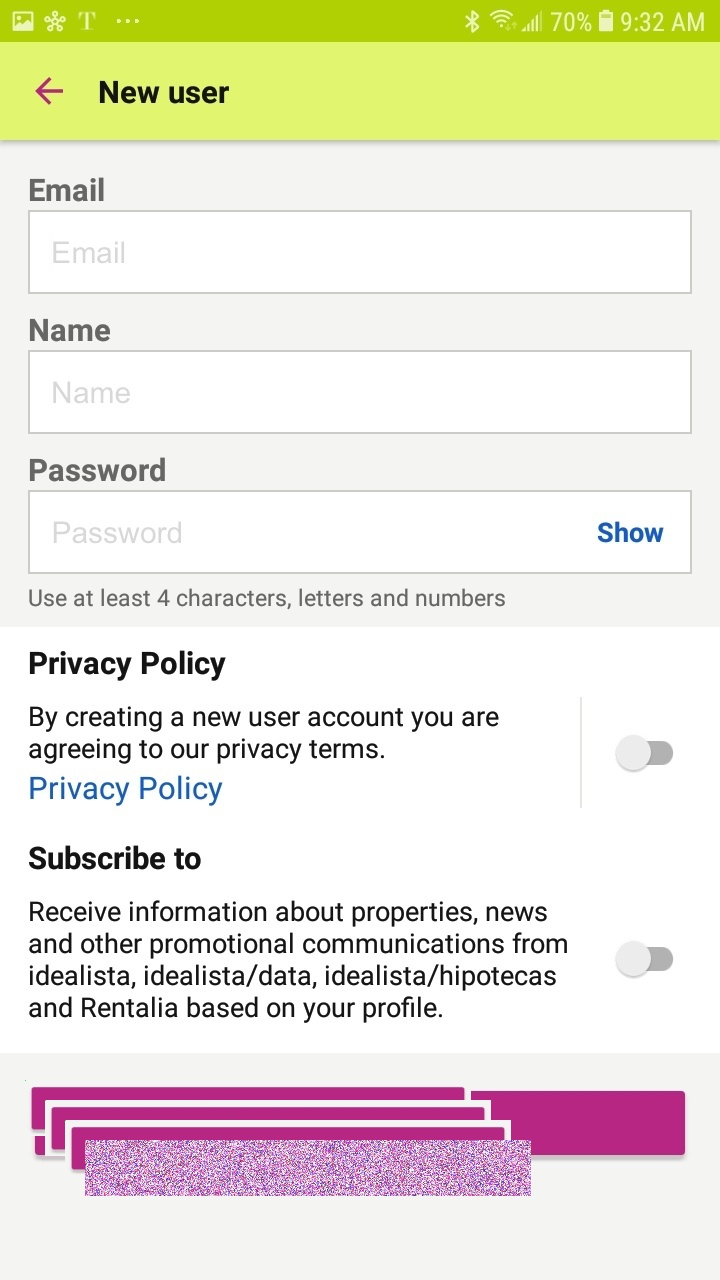 T ... 70% 9:32 AM
New user
Email
Email
Name
Name
Password
Password Show
Use at least 4 characters, letters and numbers
Privacy Policy
By creating a new user account you are
agreeing to our privacy terms.
Privacy Policy
Subscribe to
Receive information about properties, news
and other promotional communications from
idealista, idealista/data, idealista/hipotecas
and Rentalia based on your profile.